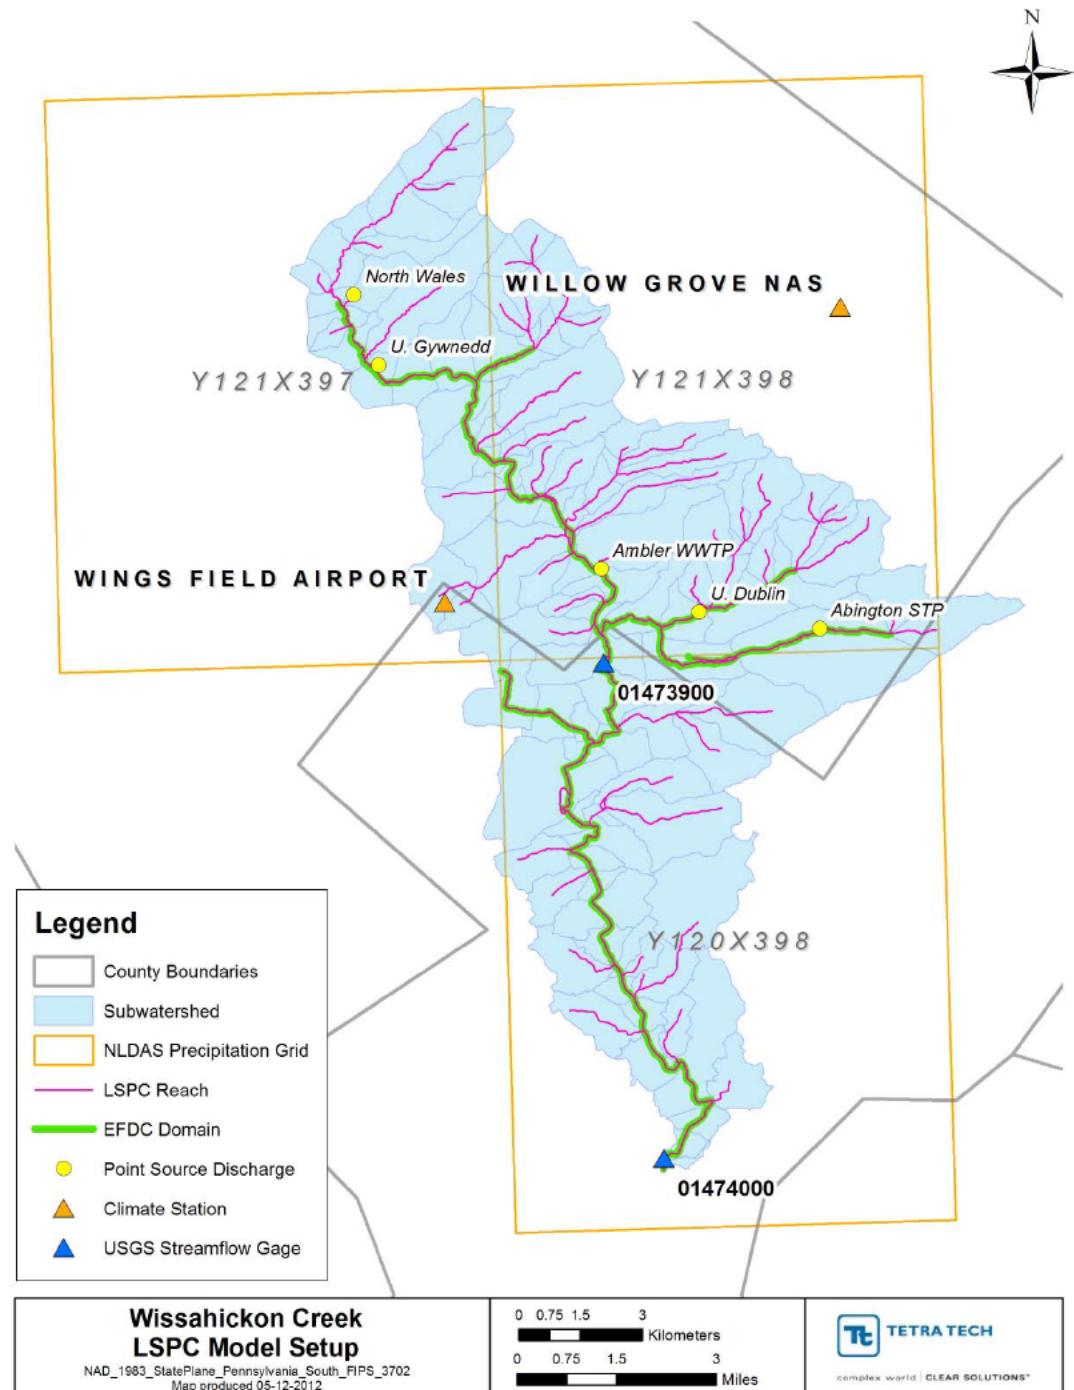 N
North Wales
WILLOW GROVE NAS
U. Gywnedd
Y121X397
Y121X398
Ambler WWTP
WINGS FIELD AIRPORT
U. Dublin
Abington STP
01473900
Y120X398
01474000
Legend
County Boundaries
Subwatershed
NLDAS Precipitation Grid
LSPC Reach
EFDC Domain
Point Source Discharge
Climate Station
USGS Streamflow Gage
Wissahickon Creek
LSPC Model Setup
NAD_1983_StatePlane_Pennsylvania_South_FIPS_3702
Map produced 05-12-2012
0 0.75 1.5 3
Kilometers
0 0.75 1.5 3
Miles
Tt TETRA TECH
complex world | CLEAR SOLUTIONS™